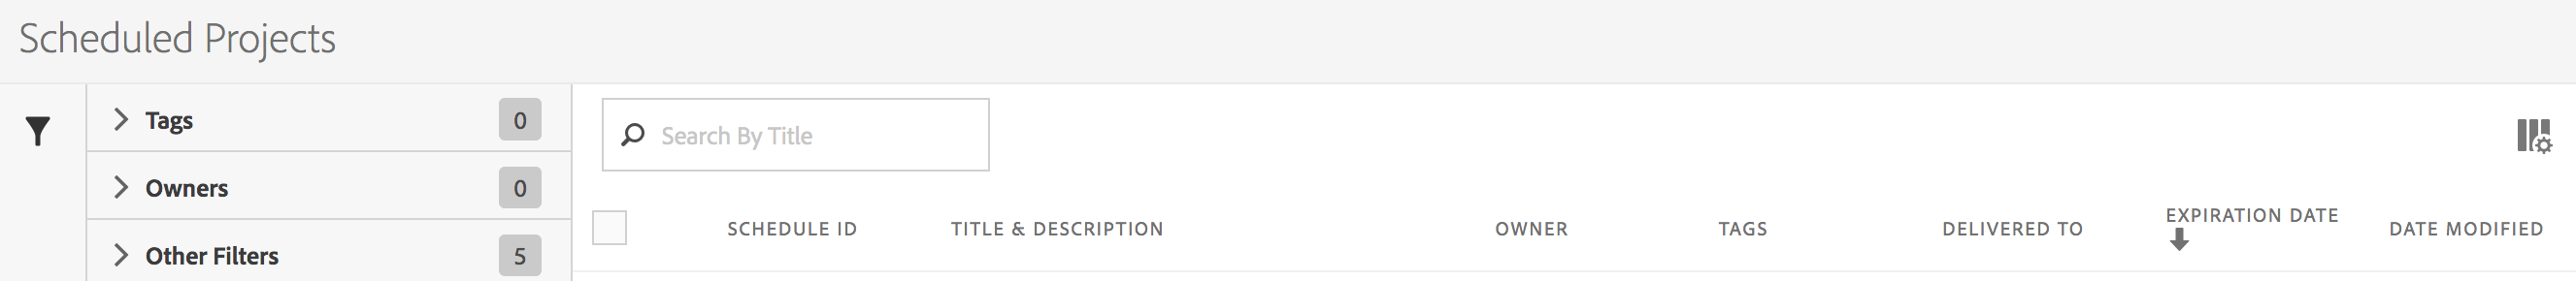 Scheduled Projects
Tags 0
Owners 0
Other Filters 5
Search By Title
SCHEDULE ID TITLE & DESCRIPTION OWNER TAGS DELIVERED TO EXPIRATION DATE DATE MODIFIED